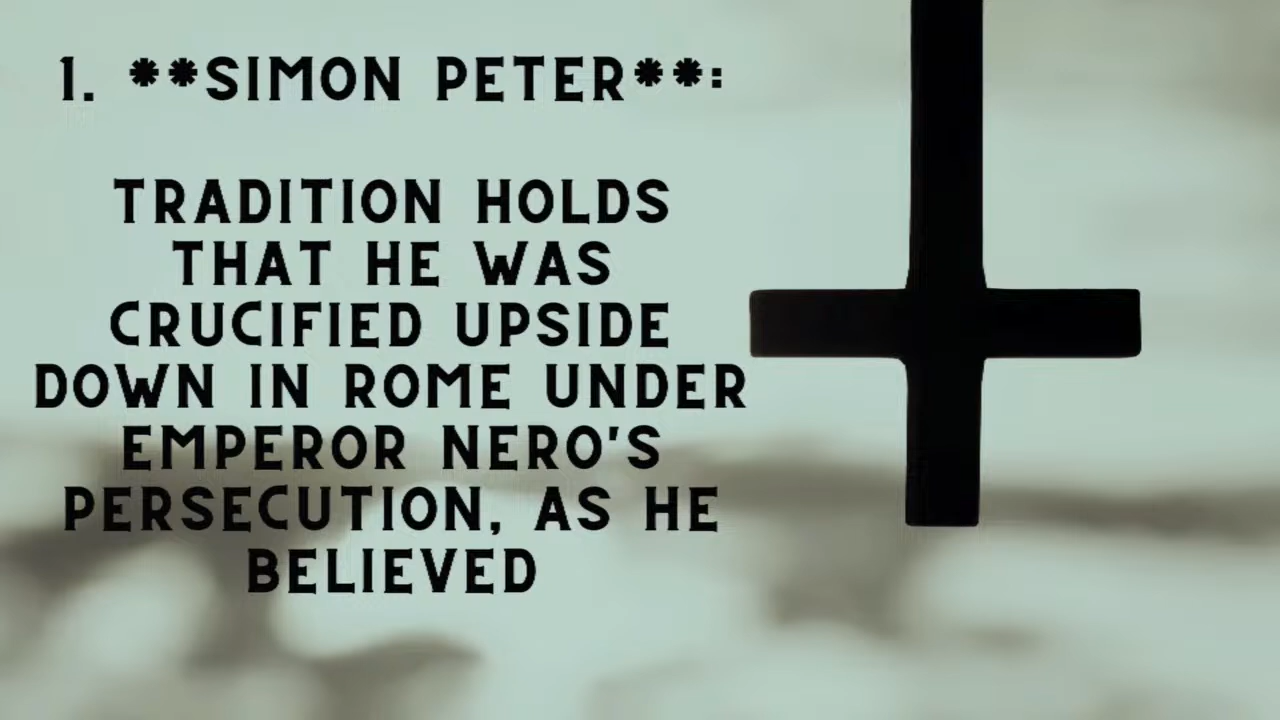 1. **SIMON PETER**:
TRADITION HOLDS
THAT HE WAS
CRUCIFIED UPSIDE
DOWN IN ROME UNDER
EMPEROR NERO'S
PERSECUTION, AS HE
BELIEVED